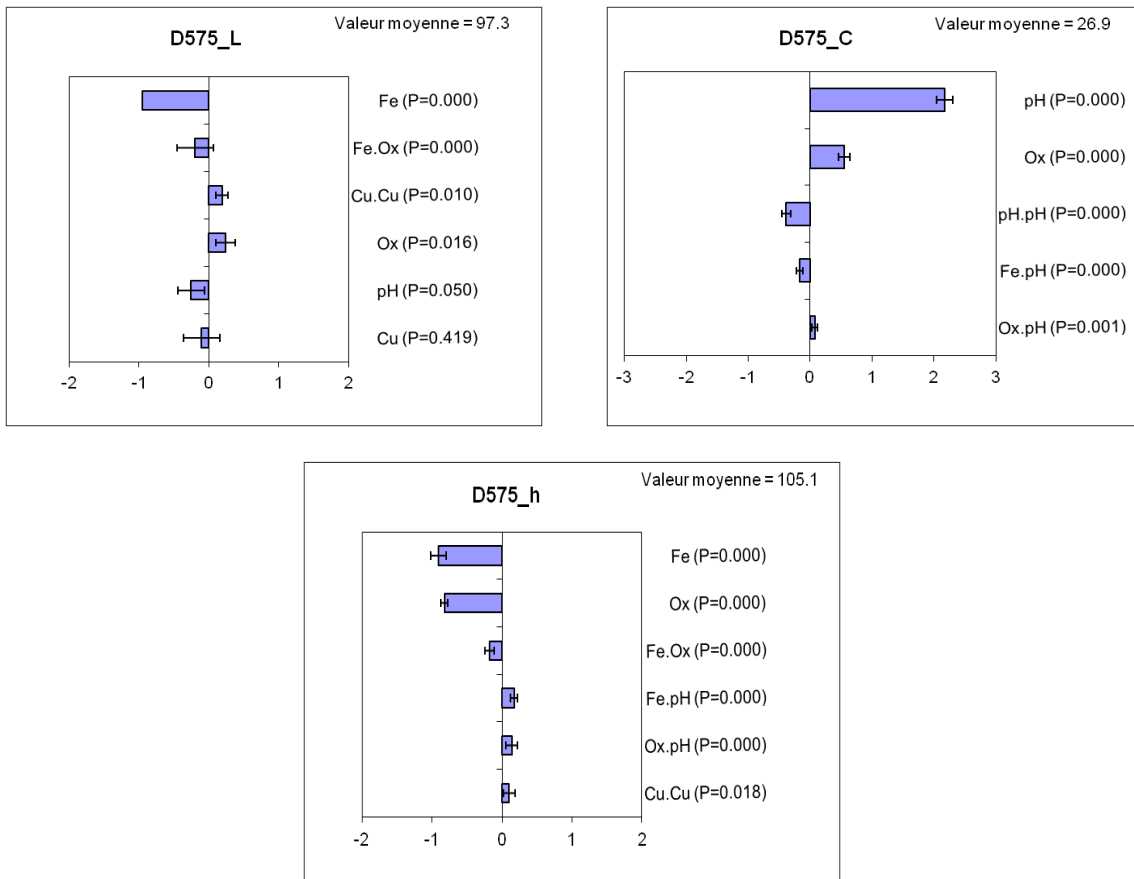 Valeur moyenne = 97.3
D575_L
Fe (P=0.000)
Fe.Ox (P=0.000)
Cu.Cu (P=0.010)
Ox (P=0.016)
pH (P=0.050)
Cu (P=0.419)
-2 -1 0 1 2
Valeur moyenne = 26.9
D575_C
pH (P=0.000)
Ox (P=0.000)
pH.pH (P=0.000)
Fe.pH (P=0.000)
Ox.pH (P=0.001)
-3 -2 -1 0 1 2 3
Valeur moyenne = 105.1
D575_h
Fe (P=0.000)
Ox (P=0.000)
Fe.Ox (P=0.000)
Fe.pH (P=0.000)
Ox.pH (P=0.000)
Cu.Cu (P=0.018)
-2 -1 0 1 2